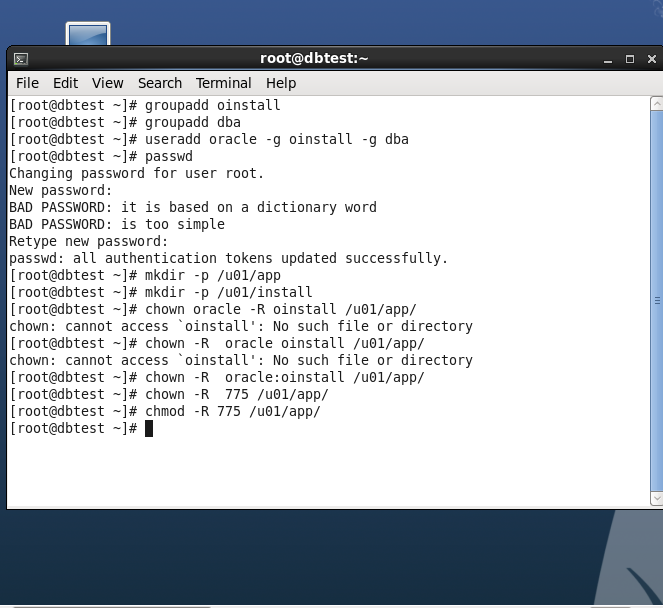 root@dbtest:~
File Edit View Search Terminal Help
[root@dbtest ~]# groupadd oinstall
[root@dbtest ~]# groupadd dba
[root@dbtest ~]# useradd oracle -g oinstall -g dba
[root@dbtest ~]# passwd
Changing password for user root.
New password:
BAD PASSWORD: it is based on a dictionary word
BAD PASSWORD: is too simple
Retype new password:
passwd: all authentication tokens updated successfully.
[root@dbtest ~]# mkdir -p /u01/app
[root@dbtest ~]# mkdir -p /u01/install
[root@dbtest ~]# chown oracle -R oinstall /u01/app/
chown: cannot access `oinstall': No such file or directory
[root@dbtest ~]# chown -R  oracle oinstall /u01/app/
chown: cannot access `oinstall': No such file or directory
[root@dbtest ~]# chown -R  oracle:oinstall /u01/app/
[root@dbtest ~]# chown -R  775 /u01/app/
[root@dbtest ~]# chmod -R 775 /u01/app/
[root@dbtest ~]#